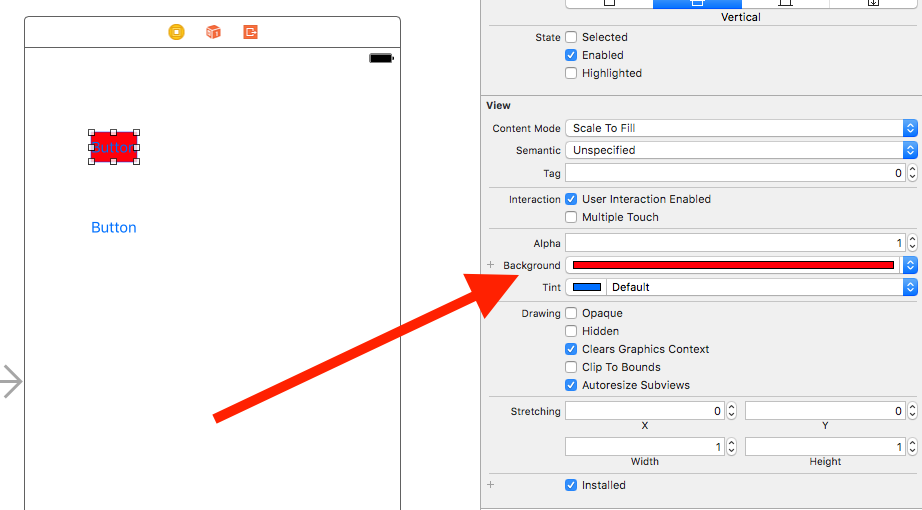 Button
Button
Vertical
State Selected
Enabled
Highlighted
View
Content Mode Scale To Fill
Semantic Unspecified
Tag 0
Interaction User Interaction Enabled
Multiple Touch
Alpha 1
+ Background
Tint Default
Drawing Opaque
Hidden
Clears Graphics Context
Clip To Bounds
Autoresize Subviews
Stretching 0 0
X Y
1 1
Width Height
+ Installed